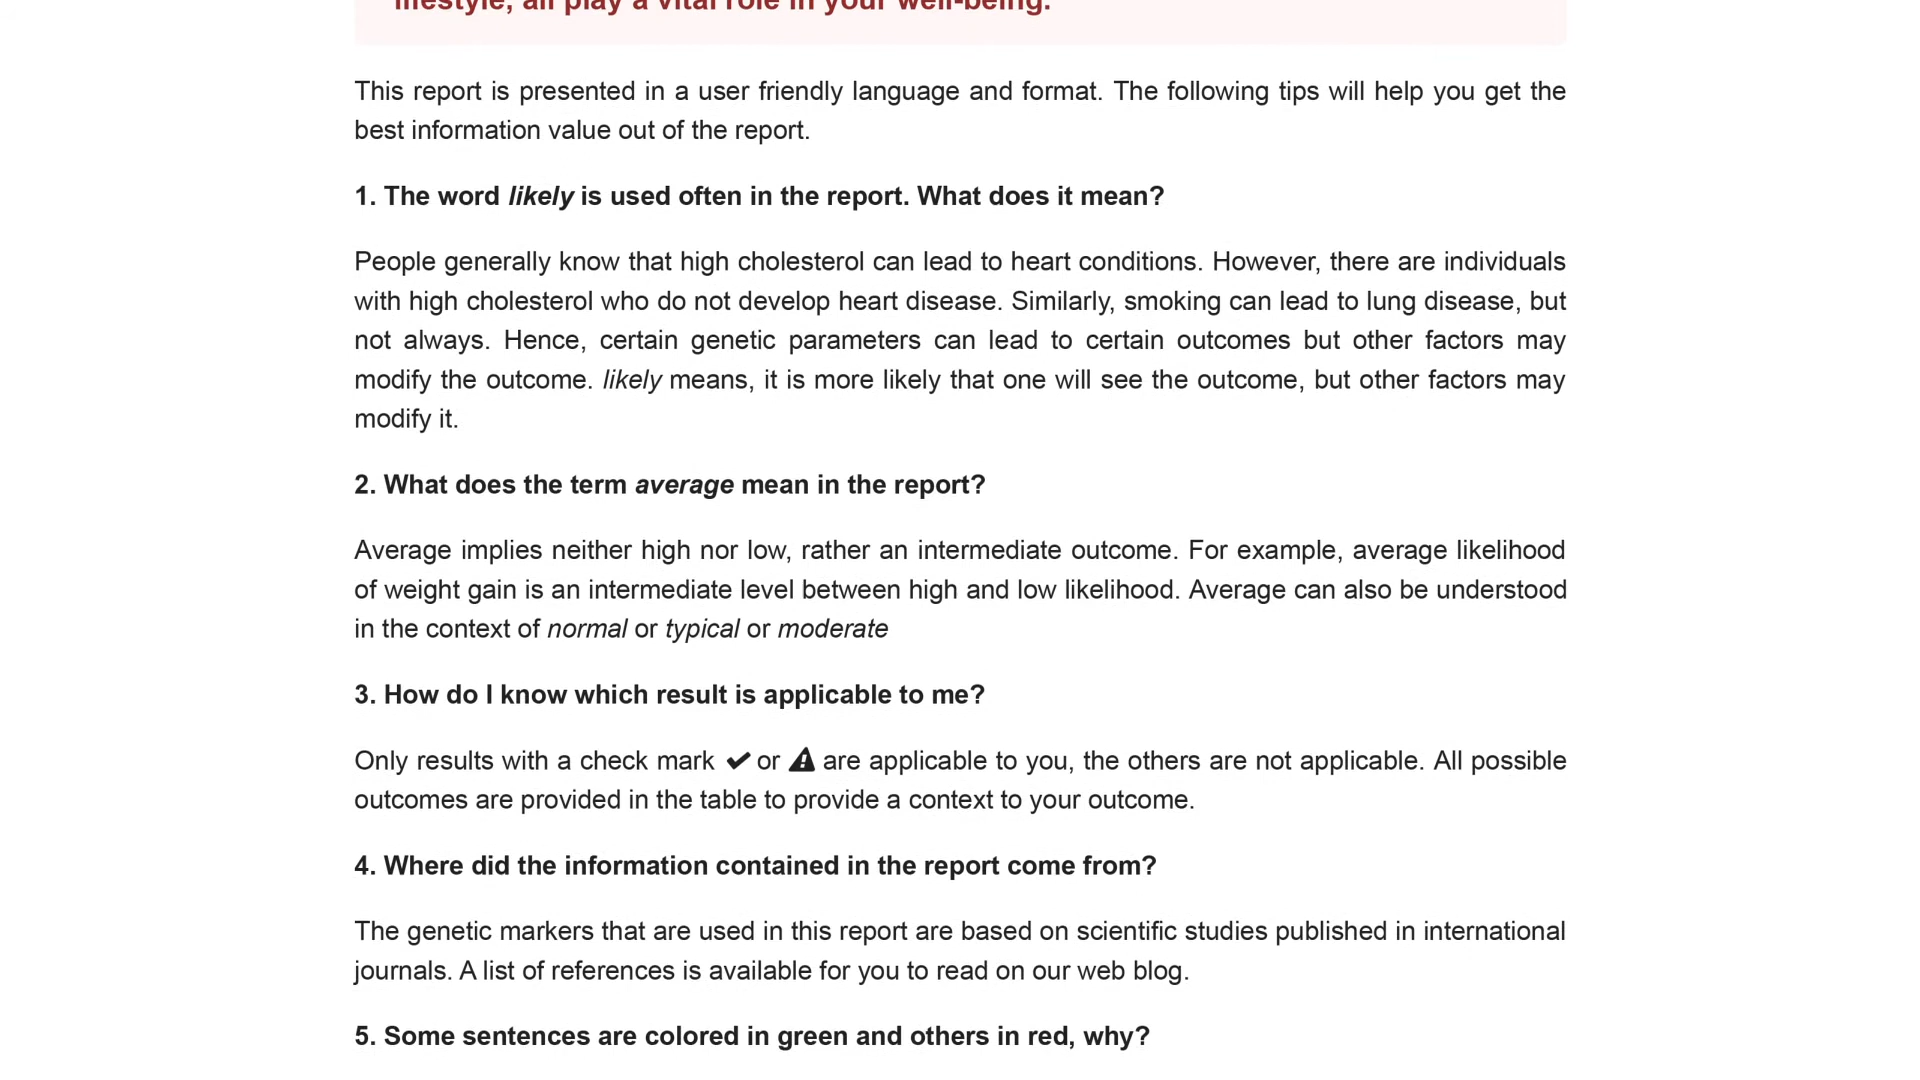 lifestyle, all play a vital role in your well-being.
This report is presented in a user friendly language and format. The following tips will help you get the
best information value out of the report.
1. The word likely is used often in the report. What does it mean?
People generally know that high cholesterol can lead to heart conditions. However, there are individuals
with high cholesterol who do not develop heart disease. Similarly, smoking can lead to lung disease, but
not always. Hence, certain genetic parameters can lead to certain outcomes but other factors may
modify the outcome. likely means, it is more likely that one will see the outcome, but other factors may
modify it.
2. What does the term average mean in the report?
Average implies neither high nor low, rather an intermediate outcome. For example, average likelihood
of weight gain is an intermediate level between high and low likelihood. Average can also be understood
in the context of normal or typical or moderate
3. How do I know which result is applicable to me?
Only results with a check mark ✔ or ⚠ are applicable to you, the others are not applicable. All possible
outcomes are provided in the table to provide a context to your outcome.
4. Where did the information contained in the report come from?
The genetic markers that are used in this report are based on scientific studies published in international
journals. A list of references is available for you to read on our web blog.
5. Some sentences are colored in green and others in red, why?